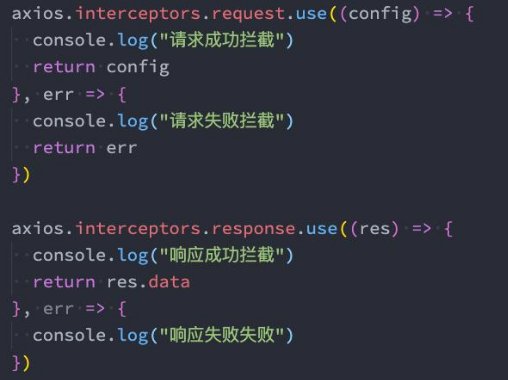 axios.interceptors.request.use((config) => {
  console.log("请求成功拦截")
  return config
}, err => {
  console.log("请求失败拦截")
  return err
})

axios.interceptors.response.use((res) => {
  console.log("响应成功拦截")
  return res.data
}, err => {
  console.log("响应失败失败")
})